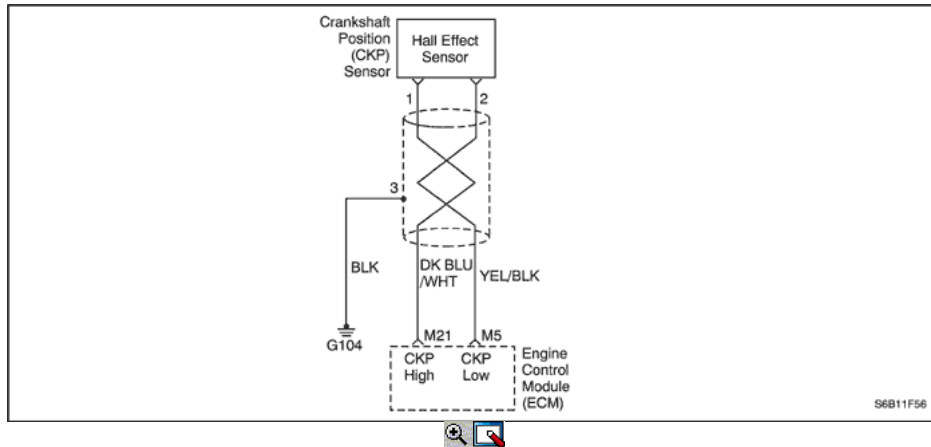 Crankshaft
Position
(CKP)
Sensor
Hall Effect
Sensor
1
2
3
BLK
DK BLU
/WHT
YEL/BLK
G104
M21
M5
CKP
High
CKP
Low
Engine
Control
Module
(ECM)
S6B11F56